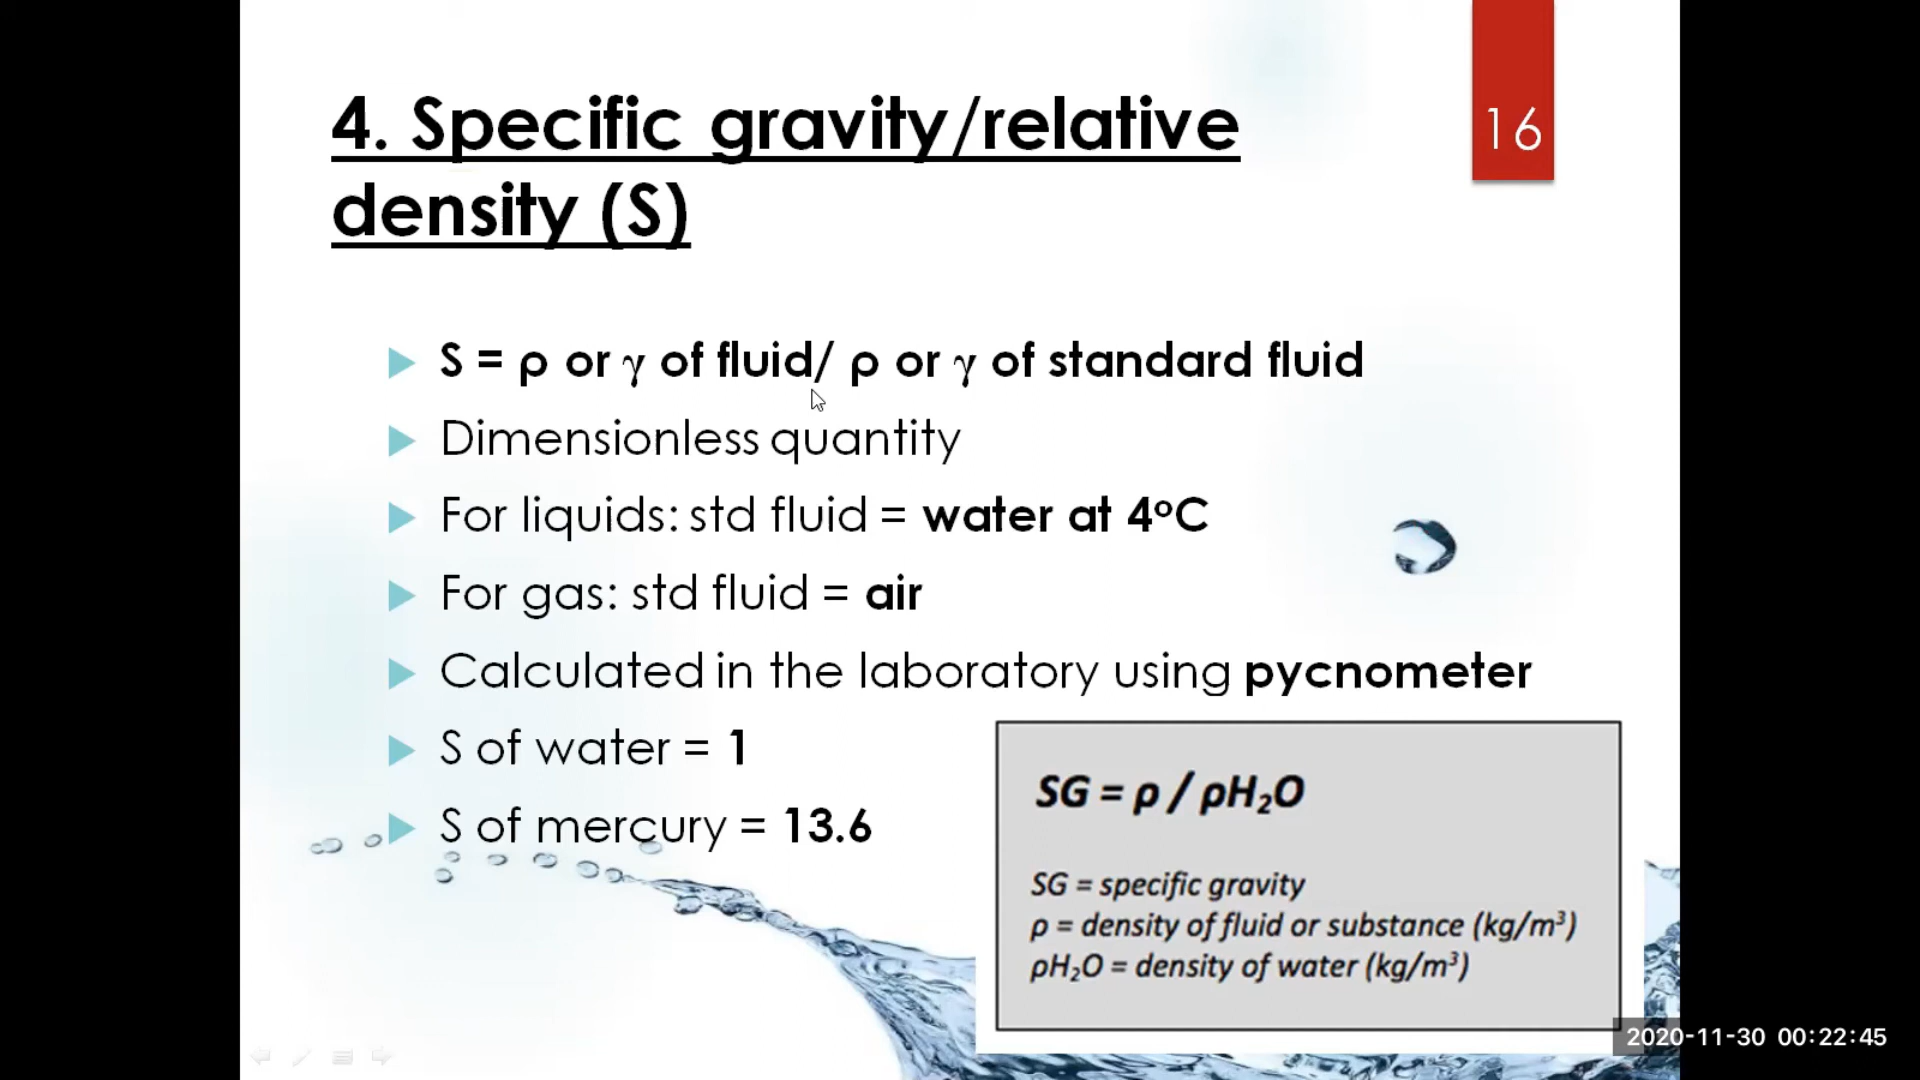 4. Specific gravity/relative
density (S)
16
S = ρ or γ of fluid/ ρ or γ of standard fluid
Dimensionless quantity
For liquids: std fluid = water at 4ᵒC
For gas: std fluid = air
Calculated in the laboratory using pycnometer
S of water = 1
S of mercury = 13.6
SG = ρ / ρH₂O
SG = specific gravity
ρ = density of fluid or substance (kg/m³)
ρH₂O = density of water (kg/m³)
2020-11-30 00:22:45